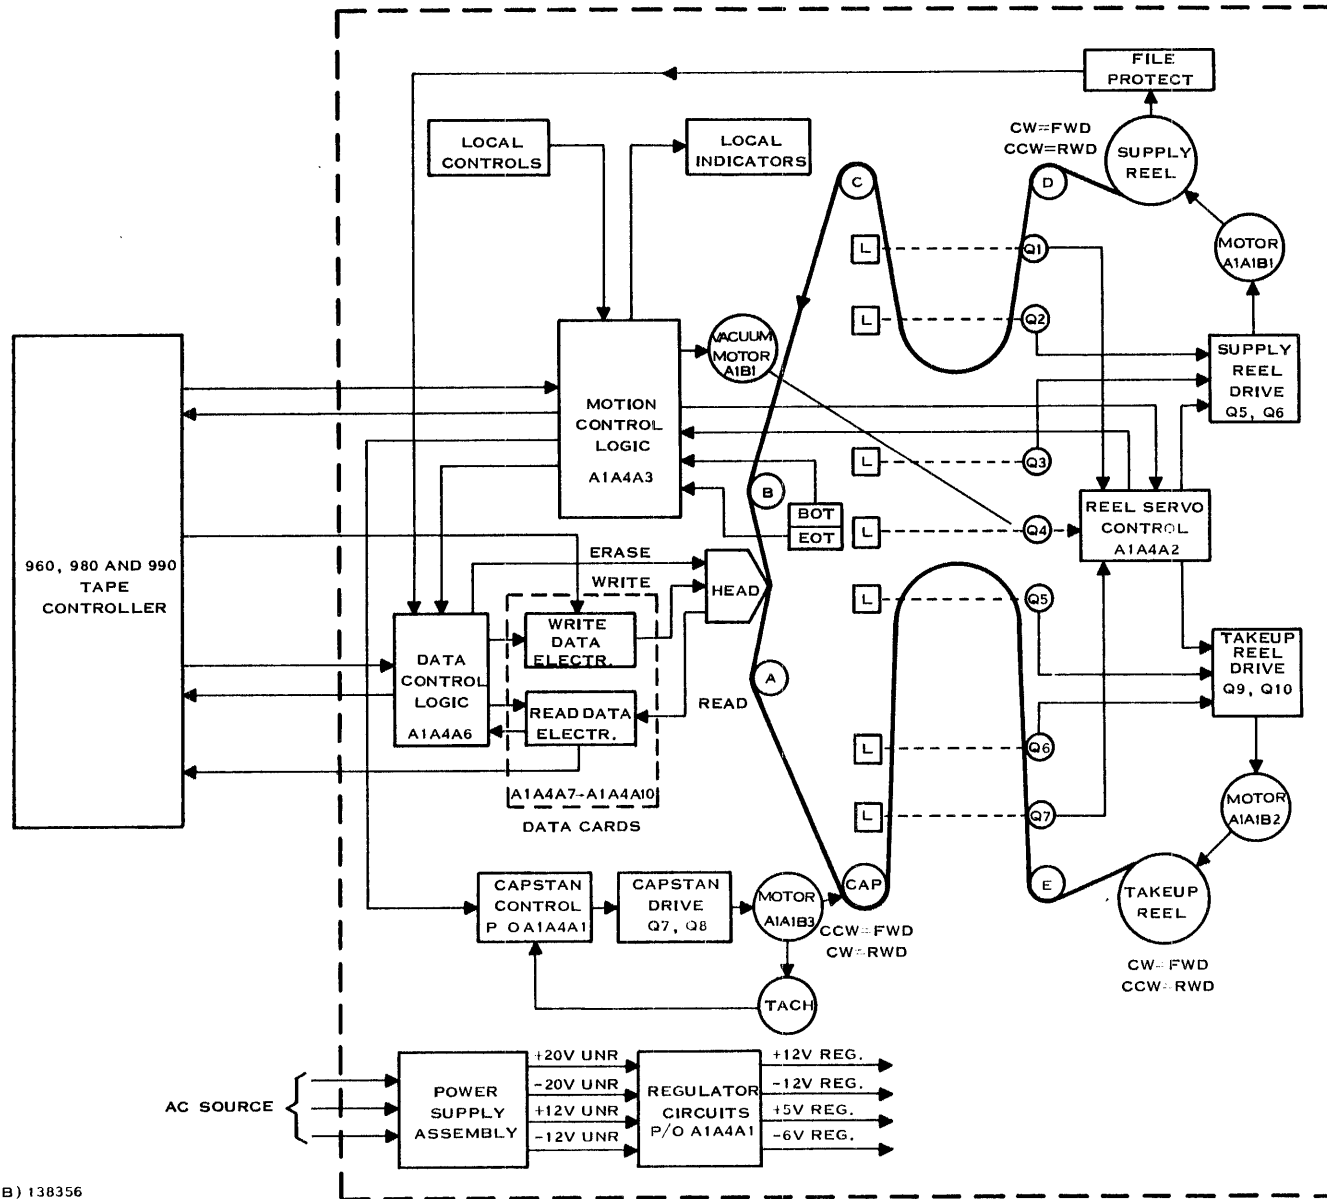 FILE
PROTECT
LOCAL
CONTROLS
LOCAL
INDICATORS
CW=FWD
CCW=RWD
SUPPLY
REEL
C
D
L
Q1
MOTOR
A1A1B1
L
Q2
VACUUM
MOTOR
A1B1
SUPPLY
REEL
DRIVE
Q5, Q6
MOTION
CONTROL
LOGIC
A1A4A3
L
Q3
B
BOT
EOT
L
Q4
REEL SERVO
CONTROL
A1A4A2
960, 980 AND 990
TAPE
CONTROLLER
ERASE
WRITE
HEAD
L
Q5
WRITE
DATA
ELECTR.
DATA
CONTROL
LOGIC
A1A4A6
TAKEUP
REEL
DRIVE
Q9, Q10
A
READ
READ DATA
ELECTR.
L
Q6
A1A4A7-A1A4A10
DATA CARDS
L
Q7
MOTOR
A1A1B2
CAPSTAN
CONTROL
P O A1A4A1
CAPSTAN
DRIVE
Q7, Q8
MOTOR
A1A1B3
CAP
E
TAKEUP
REEL
CCW=FWD
CW=RWD
CW=FWD
CCW=RWD
TACH
AC SOURCE
POWER
SUPPLY
ASSEMBLY
+20V UNR
-20V UNR
+12V UNR
-12V UNR
REGULATOR
CIRCUITS
P/O A1A4A1
+12V REG.
-12V REG.
+5V REG.
-6V REG.
B) 138356